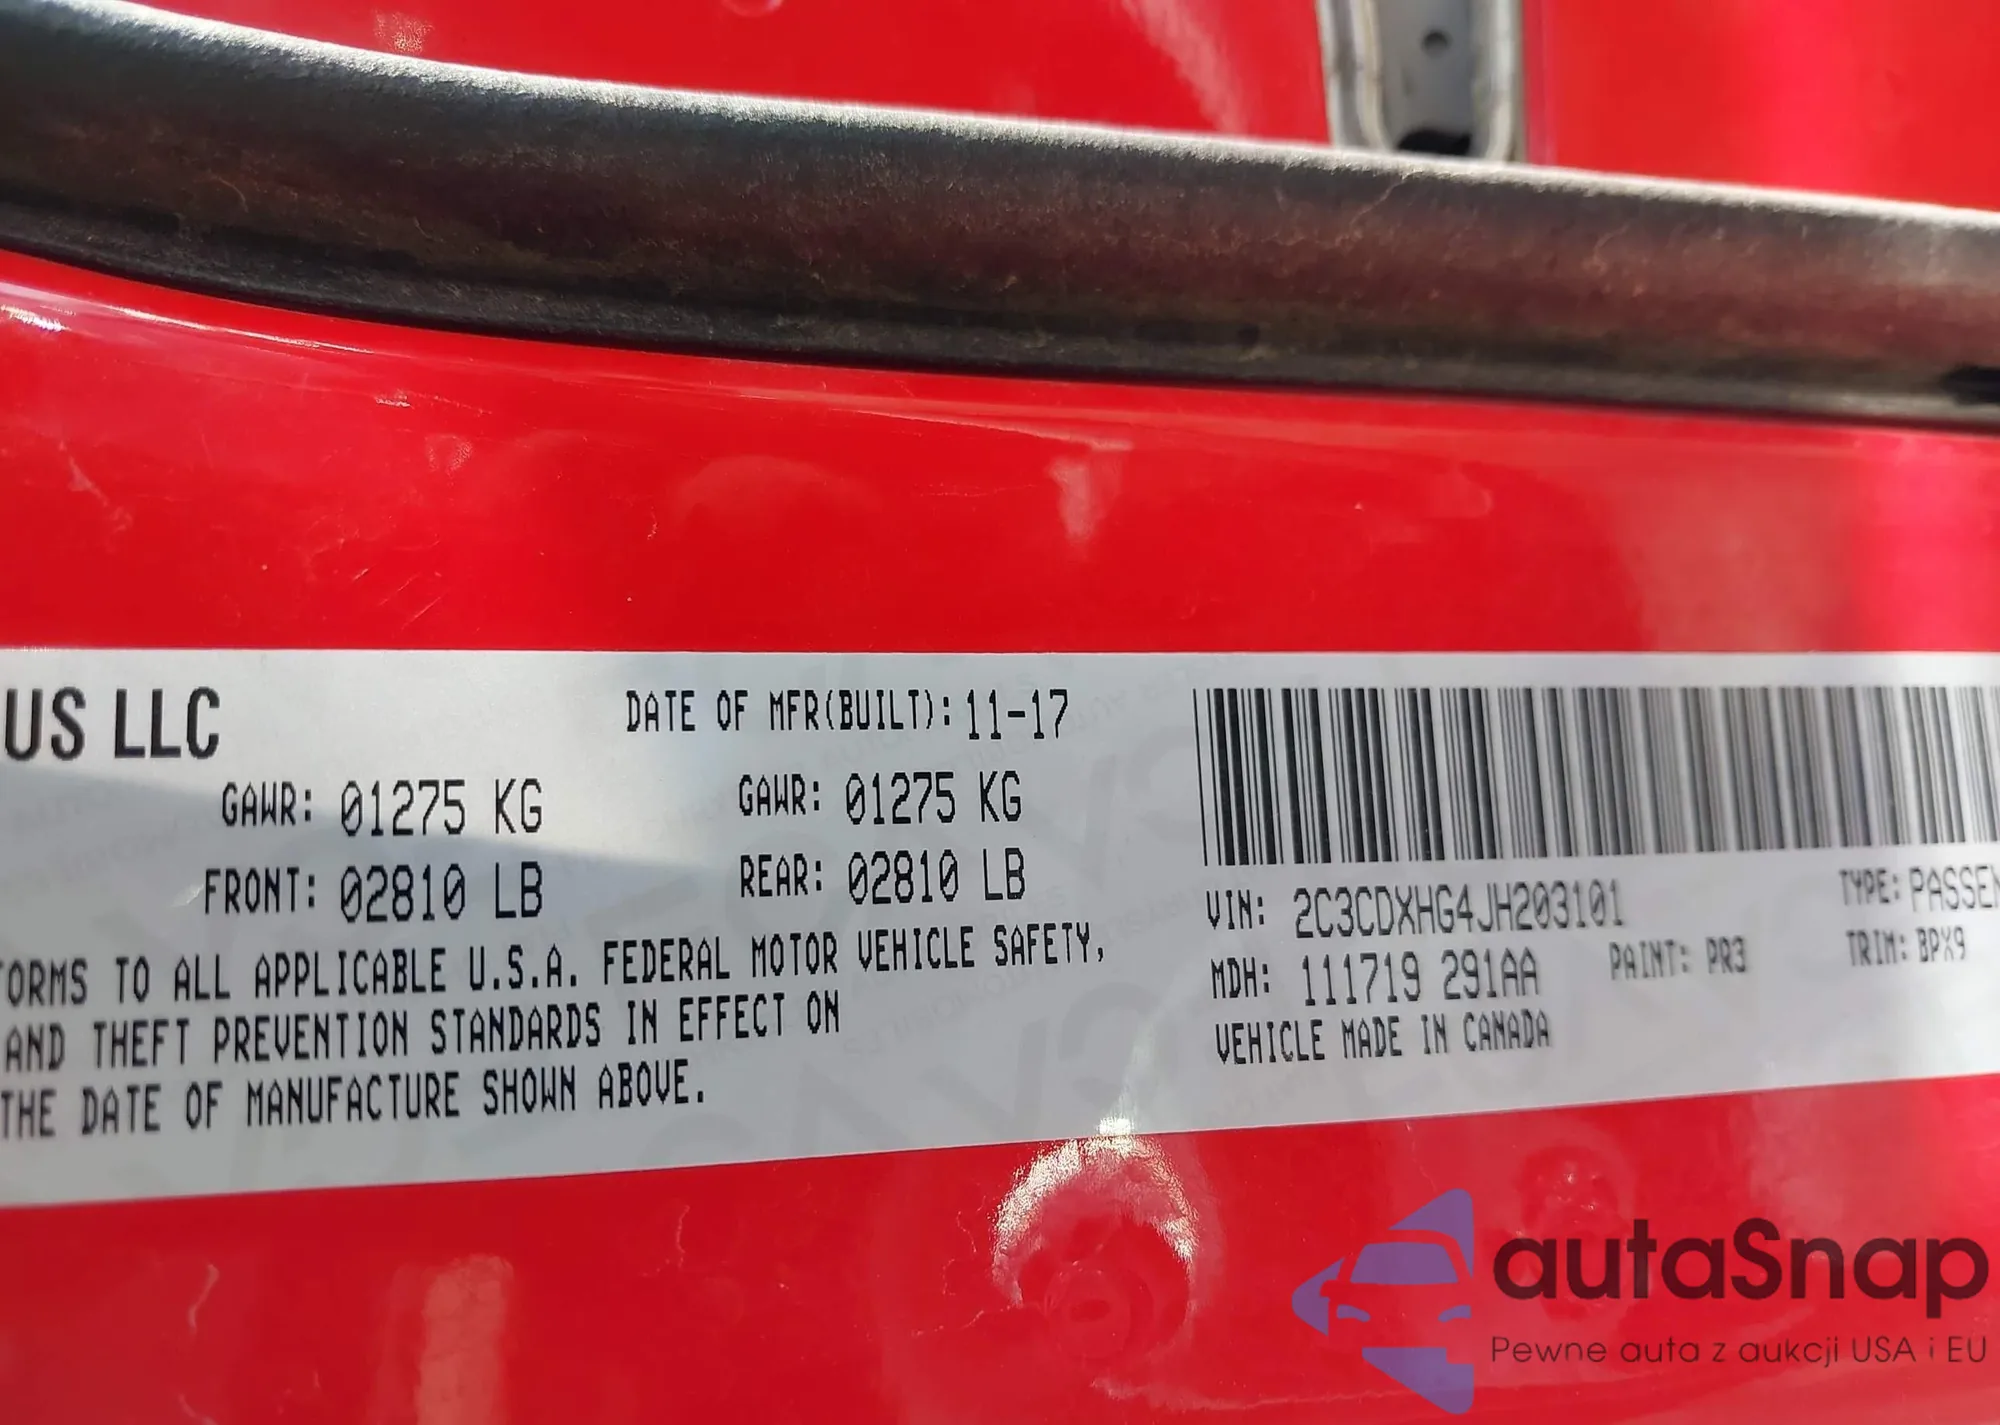 US LLC
DATE OF MFR(BUILT): 11-17
GAWR: 01275 KG
GAWR: 01275 KG
FRONT: 02810 LB
REAR: 02810 LB
ORMS TO ALL APPLICABLE U.S.A. FEDERAL MOTOR VEHICLE SAFETY,
AND THEFT PREVENTION STANDARDS IN EFFECT ON
THE DATE OF MANUFACTURE SHOWN ABOVE.
VIN: 2C3CDXHG4JH203101
TYPE: PASSEN
MDH: 111719 291AA
PAINT: PR3
TRIM: BPX9
VEHICLE MADE IN CANADA
autaSnap
Pewne auta z aukcji USA i EU